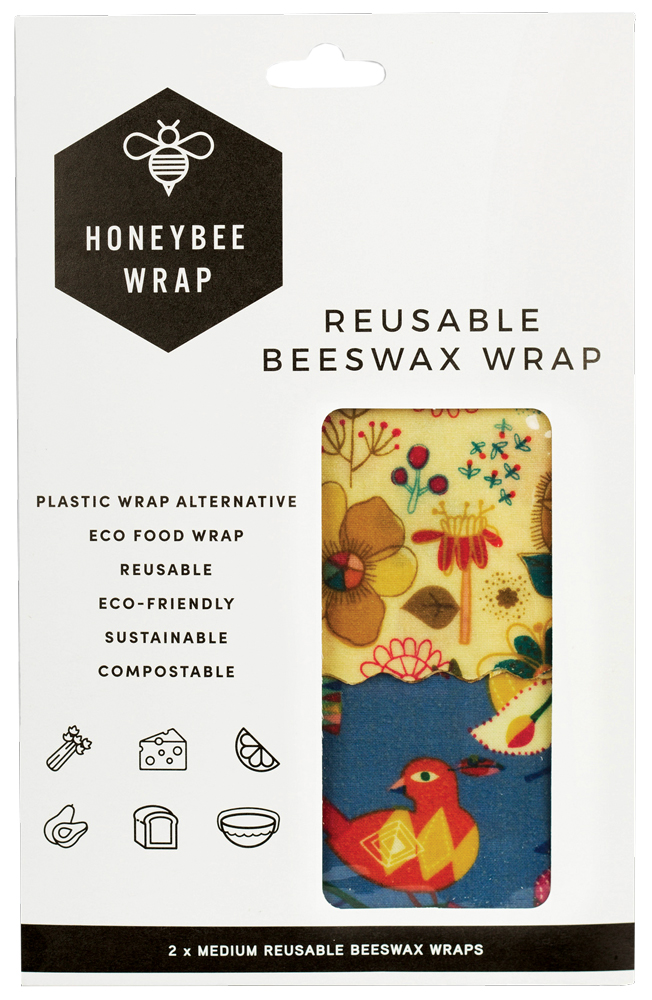 HONEYBEE
WRAP
REUSABLE
BEESWAX WRAP
PLASTIC WRAP ALTERNATIVE
ECO FOOD WRAP
REUSABLE
ECO-FRIENDLY
SUSTAINABLE
COMPOSTABLE
2 x MEDIUM REUSABLE BEESWAX WRAPS